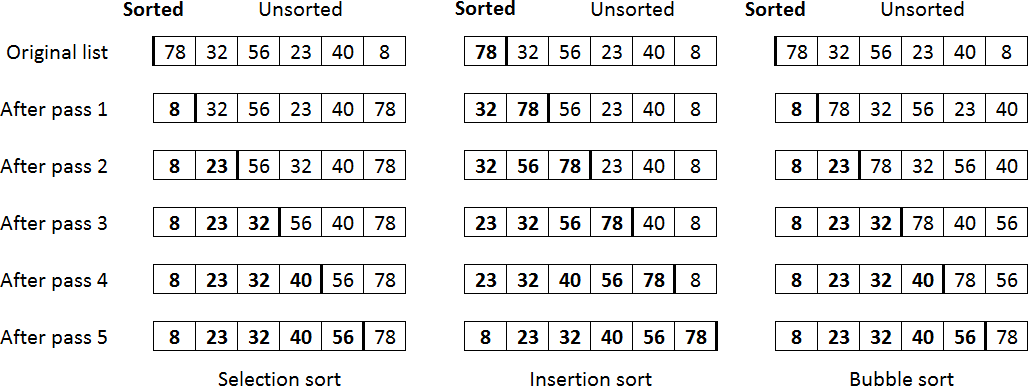 Sorted Unsorted Sorted Unsorted Sorted Unsorted
Original list 78 32 56 23 40 8 78 32 56 23 40 8 78 32 56 23 40 8
After pass 1 8 32 56 23 40 78 32 78 56 23 40 8 8 78 32 56 23 40
After pass 2 8 23 56 32 40 78 32 56 78 23 40 8 8 23 78 32 56 40
After pass 3 8 23 32 56 40 78 23 32 56 78 40 8 8 23 32 78 40 56
After pass 4 8 23 32 40 56 78 23 32 40 56 78 8 8 23 32 40 78 56
After pass 5 8 23 32 40 56 78 8 23 32 40 56 78 8 23 32 40 56 78
Selection sort Insertion sort Bubble sort